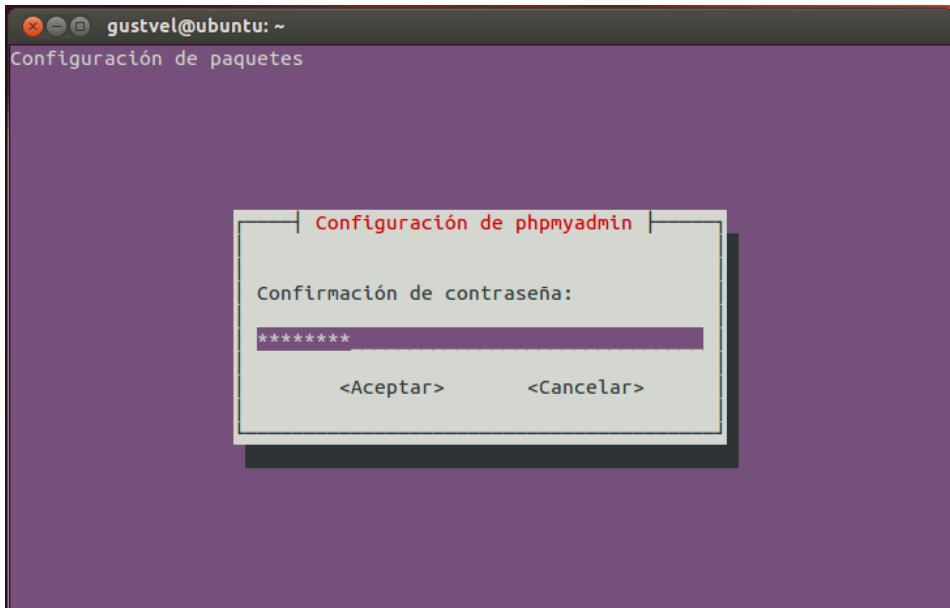 gustvel@ubuntu: ~
Configuración de paquetes
Configuración de phpmyadmin
Confirmación de contraseña:
********
<Aceptar> <Cancelar>